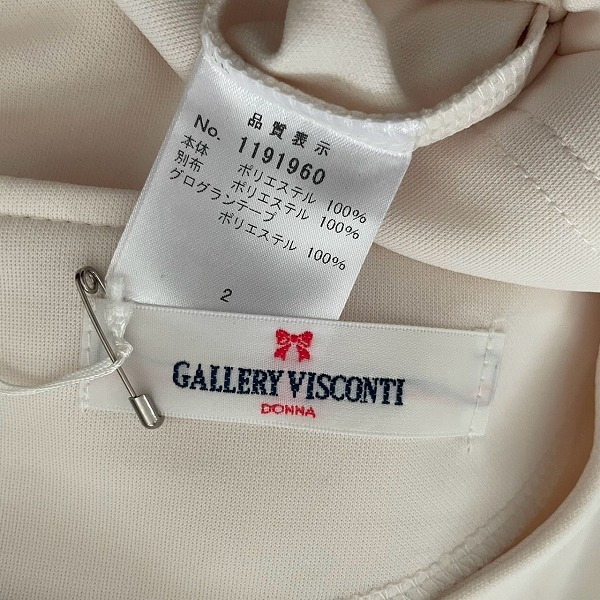 品質表示
No. 1191960
本体 ポリエステル 100%
別布 ポリエステル 100%
グログランテープ
ポリエステル 100%
2
GALLERY VISCONTI
DONNA